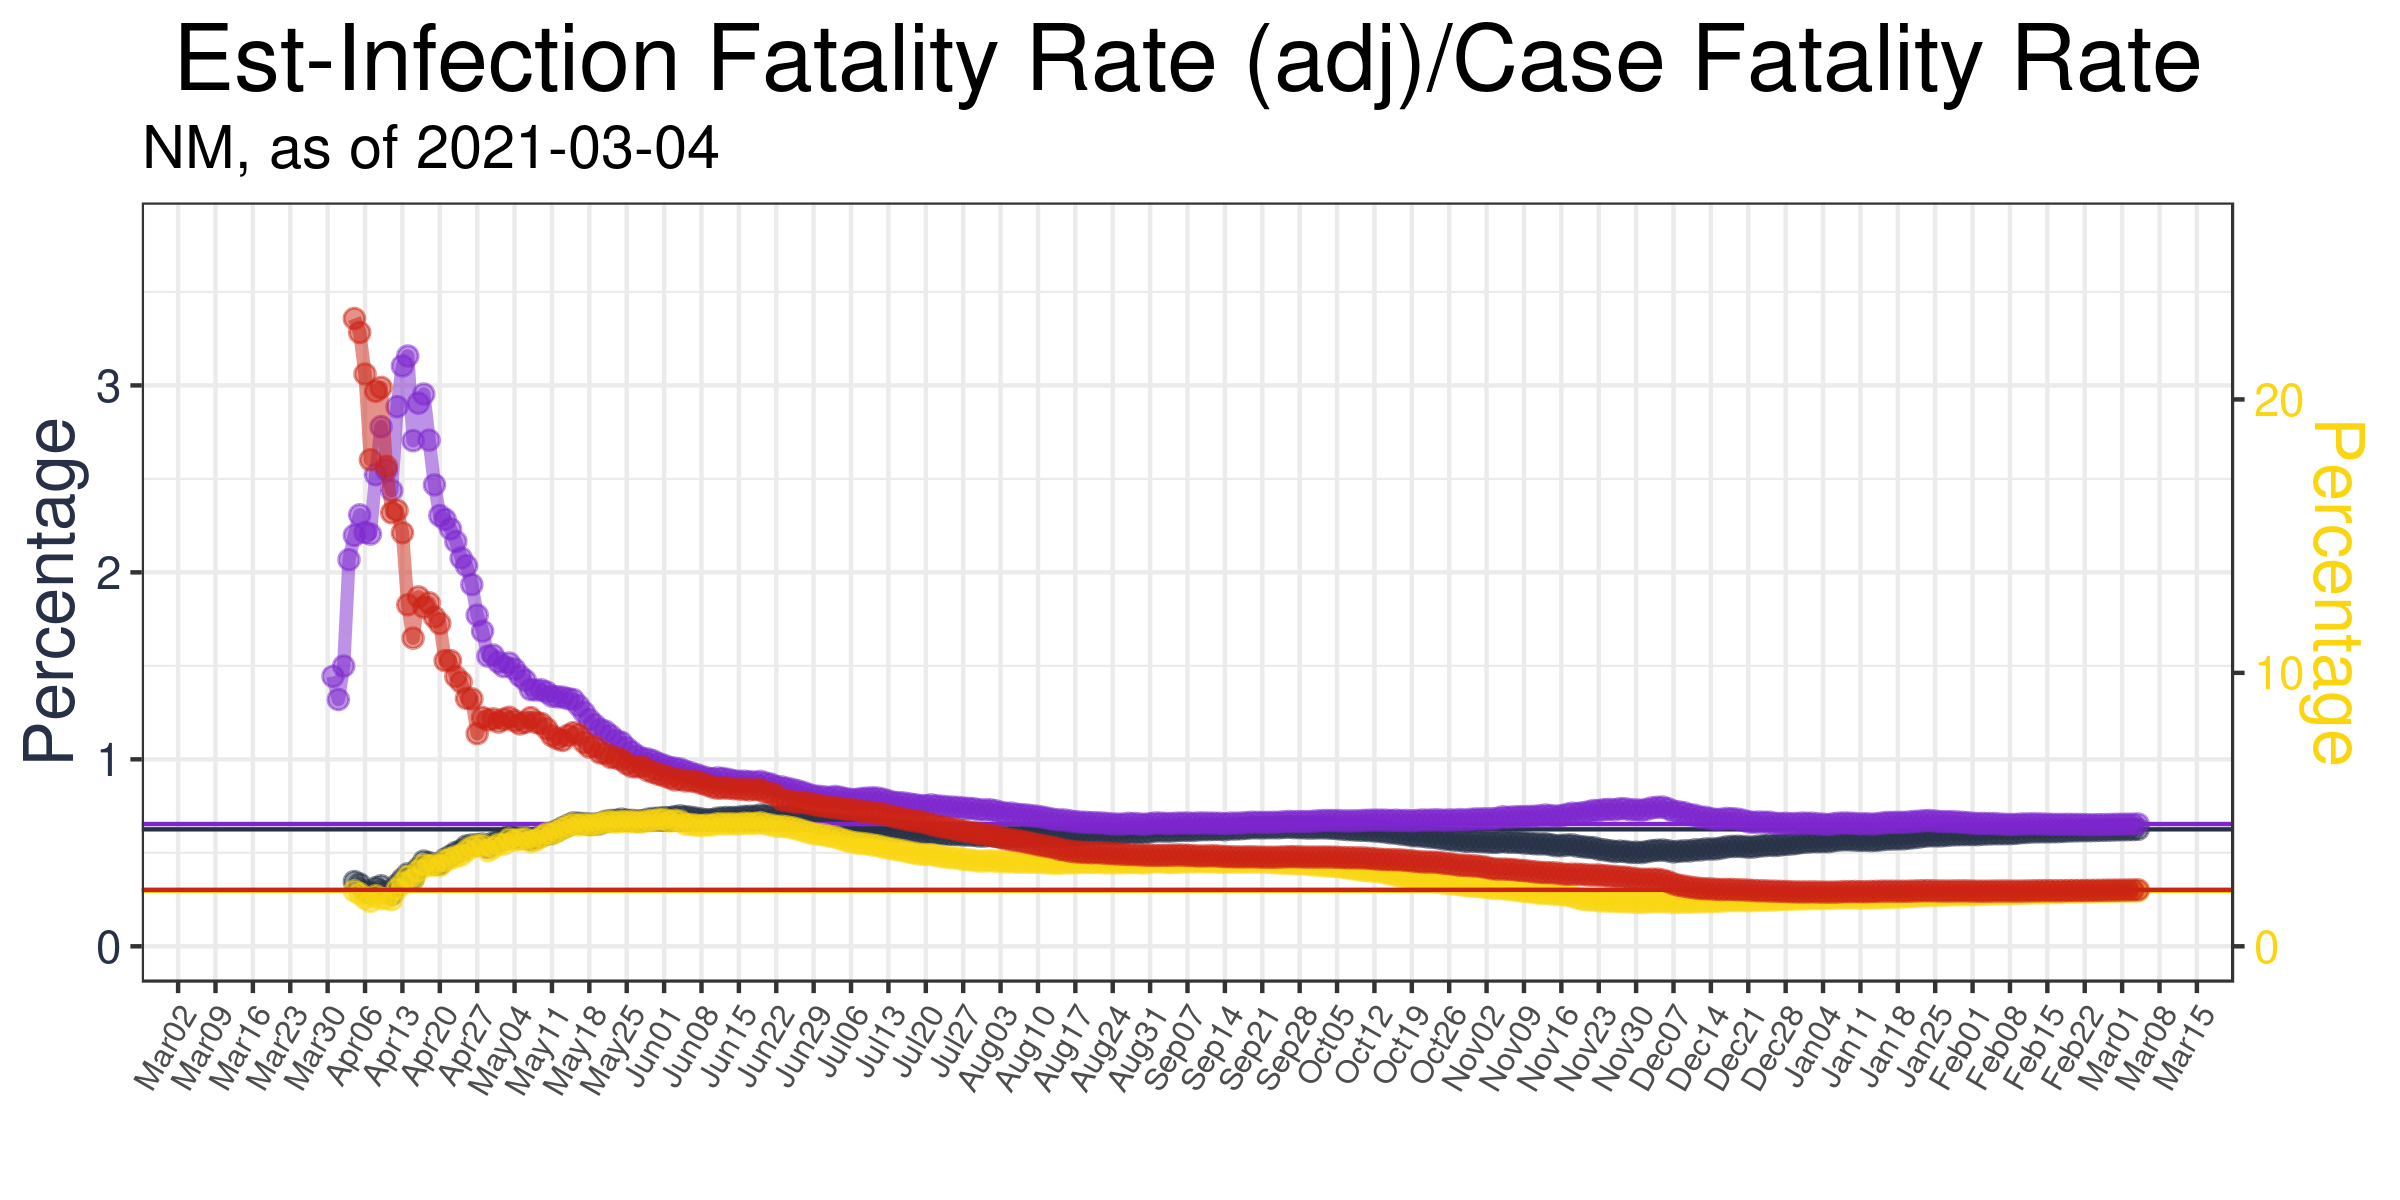 Est-Infection Fatality Rate (adj)/Case Fatality Rate
NM, as of 2021-03-04
Percentage
3
2
1
0
20
10
0
Percentage
Mar02
Mar09
Mar16
Mar23
Mar30
Apr06
Apr13
Apr20
Apr27
May04
May11
May18
May25
Jun01
Jun08
Jun15
Jun22
Jun29
Jul06
Jul13
Jul20
Jul27
Aug03
Aug10
Aug17
Aug24
Aug31
Sep07
Sep14
Sep21
Sep28
Oct05
Oct12
Oct19
Oct26
Nov02
Nov09
Nov16
Nov23
Nov30
Dec07
Dec14
Dec21
Dec28
Jan04
Jan11
Jan18
Jan25
Feb01
Feb08
Feb15
Feb22
Mar01
Mar08
Mar15